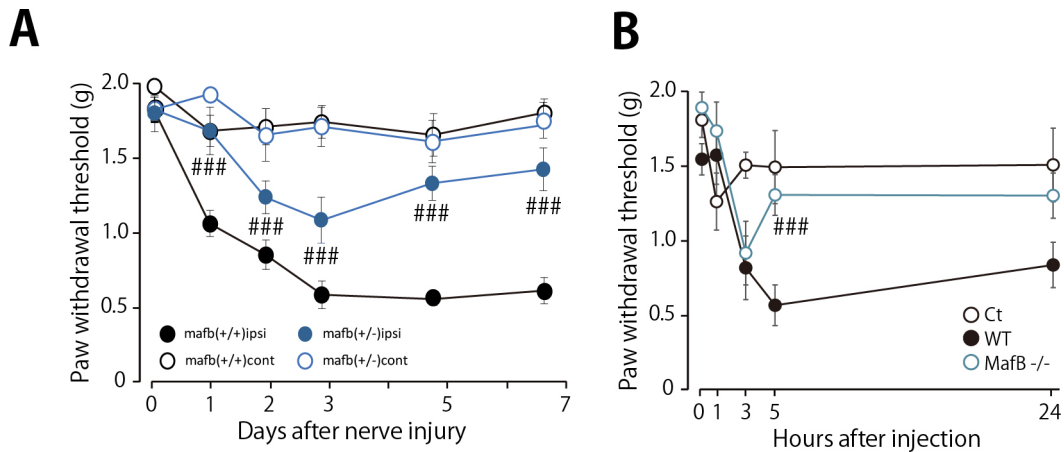 A
B
Paw withdrawal threshold (g)
2.0
1.5
1.0
0.5
0
###
###
###
###
###
mafb(+/+)ipsi
mafb(+/-)ipsi
mafb(+/+)cont
mafb(+/-)cont
0
1
2
3
5
7
Days after nerve injury
Paw withdrawal threshold (g)
2.0
1.5
1.0
0.5
0
###
Ct
WT
MafB -/-
0
1
3
5
24
Hours after injection